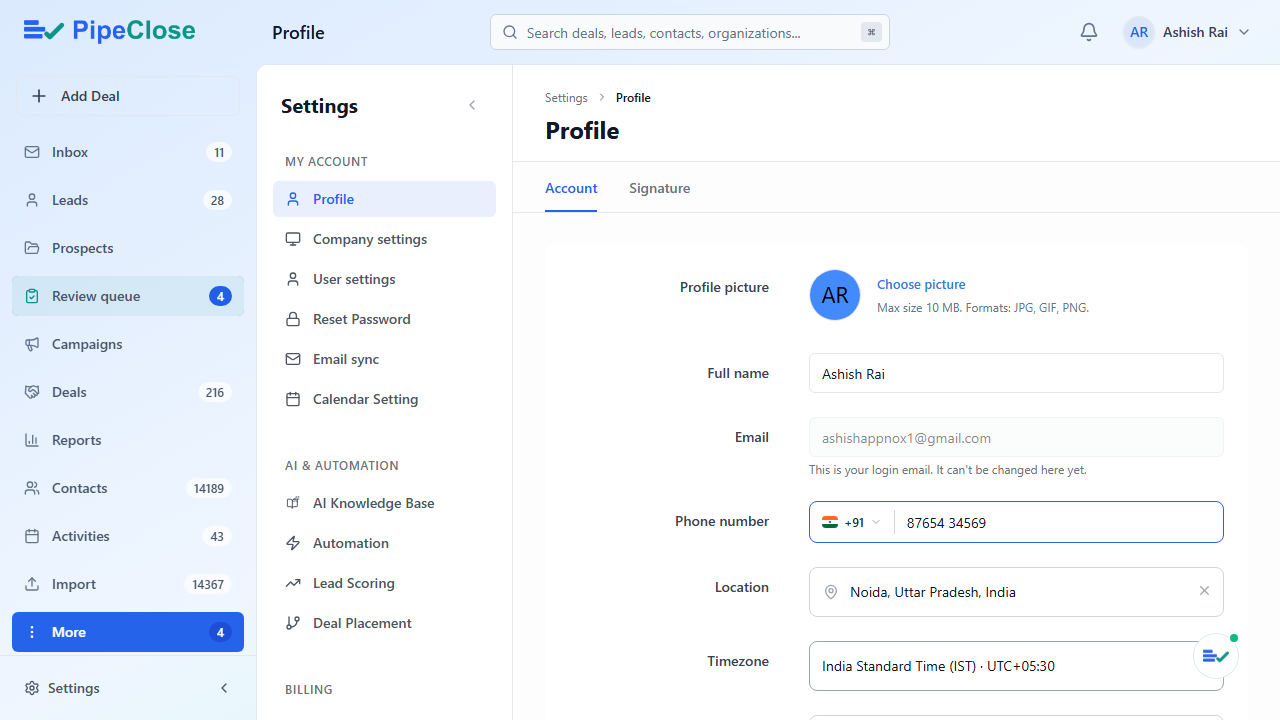 PipeClose
Profile
Search deals, leads, contacts, organizations...
⌘
AR
Ashish Rai
Add Deal
Inbox 11
Leads 28
Prospects
Review queue 4
Campaigns
Deals 216
Reports
Contacts 14189
Activities 43
Import 14367
More 4
Settings
Settings
MY ACCOUNT
Profile
Company settings
User settings
Reset Password
Email sync
Calendar Setting
AI & AUTOMATION
AI Knowledge Base
Automation
Lead Scoring
Deal Placement
BILLING
Settings > Profile
Profile
Account Signature
Profile picture
AR
Choose picture
Max size 10 MB. Formats: JPG, GIF, PNG.
Full name
Ashish Rai
Email
ashishappnox1@gmail.com
This is your login email. It can't be changed here yet.
Phone number
+91 87654 34569
Location
Noida, Uttar Pradesh, India
Timezone
India Standard Time (IST) · UTC+05:30